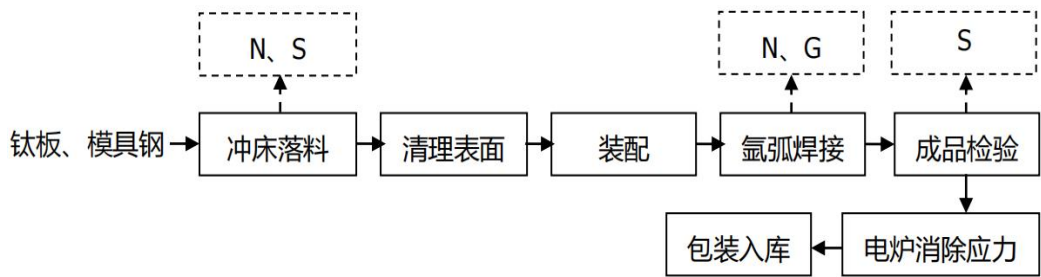 N、S
N、G
S
钛板、模具钢
冲床落料
清理表面
装配
氩弧焊接
成品检验
包装入库
电炉消除应力